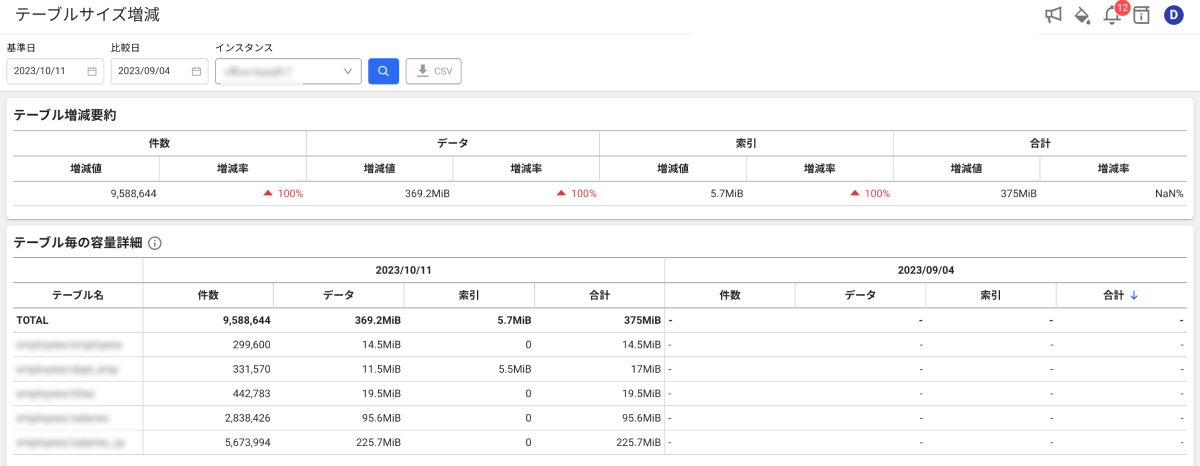 テーブルサイズ増減
12
D
基準日 比較日 インスタンス
2023/10/11 2023/09/04 CSV
テーブル増減要約
件数 データ 索引 合計
増減値 増減率 増減値 増減率 増減値 増減率 増減値 増減率
9,588,644 100% 369.2MiB 100% 5.7MiB 100% 375MiB NaN%
テーブル毎の容量詳細
2023/10/11 2023/09/04
テーブル名 件数 データ 索引 合計 件数 データ 索引 合計
TOTAL 9,588,644 369.2MiB 5.7MiB 375MiB - - - -
299,600 14.5MiB 0 14.5MiB - - - -
331,570 11.5MiB 5.5MiB 17MiB - - - -
442,783 19.5MiB 0 19.5MiB - - - -
2,838,426 95.6MiB 0 95.6MiB - - - -
5,673,994 225.7MiB 0 225.7MiB - - - -